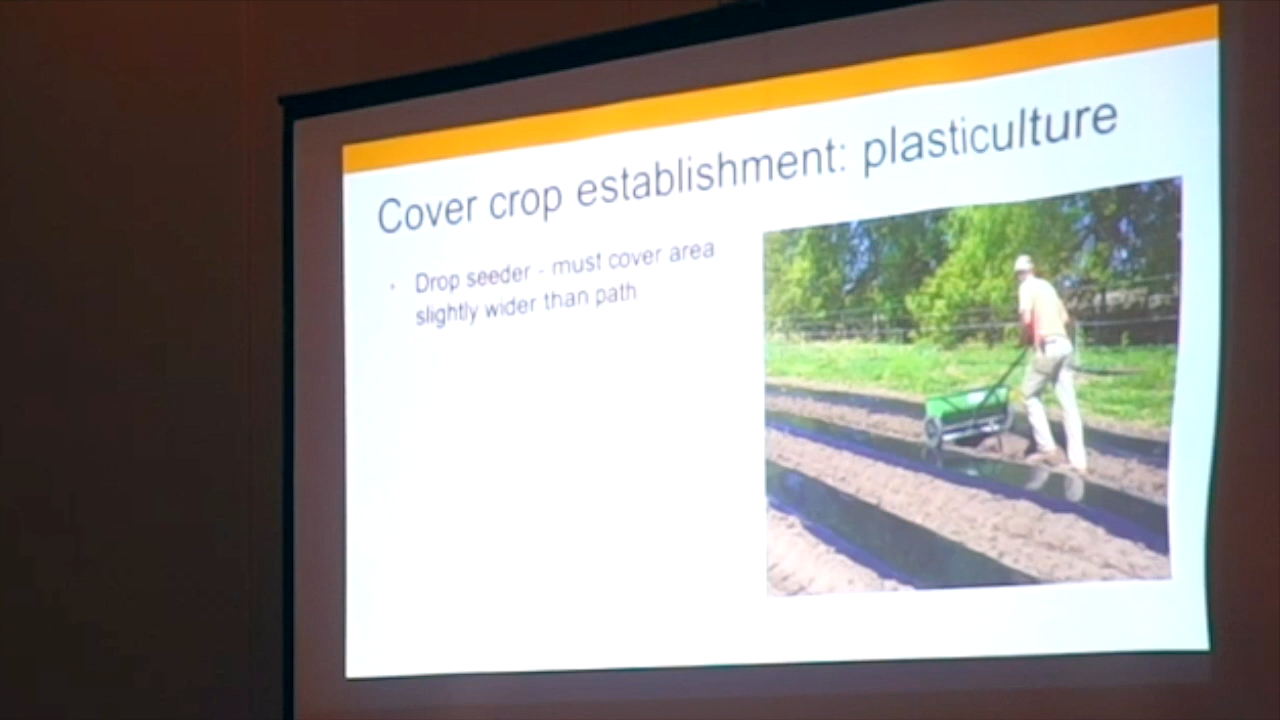 Cover crop establishment: plasticulture
· Drop seeder - must cover area
slightly wider than path